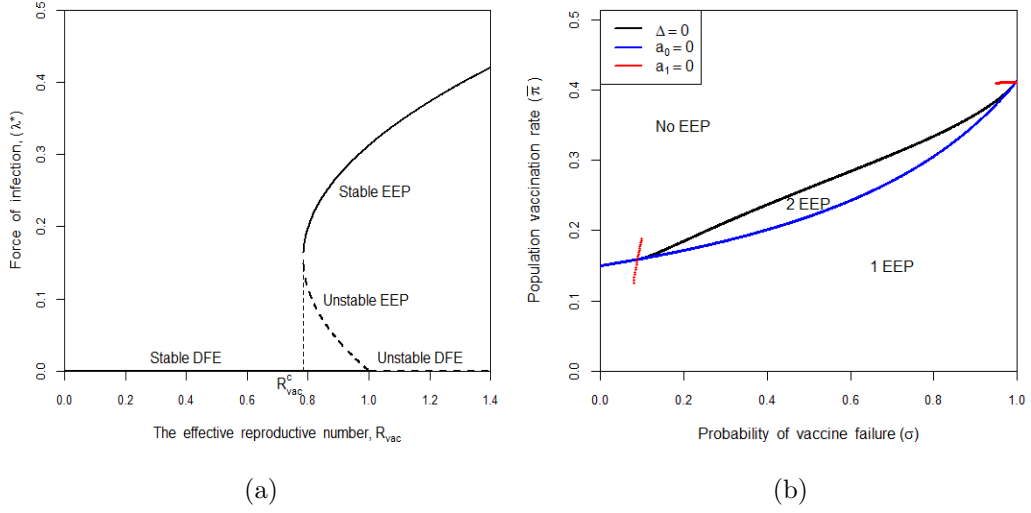 0.0 0.1 0.2 0.3 0.4 0.5
Force of infection, (λ*)
Stable EEP
Unstable EEP
Stable DFE
Unstable DFE
R^c_vac
0.0 0.2 0.4 0.6 0.8 1.0 1.2 1.4
The effective reproductive number, R_vac
(a)
0.0 0.1 0.2 0.3 0.4 0.5
Population vaccination rate (π̅)
Δ = 0
a₀ = 0
a₁ = 0
No EEP
2 EEP
1 EEP
0.0 0.2 0.4 0.6 0.8 1.0
Probability of vaccine failure (σ)
(b)